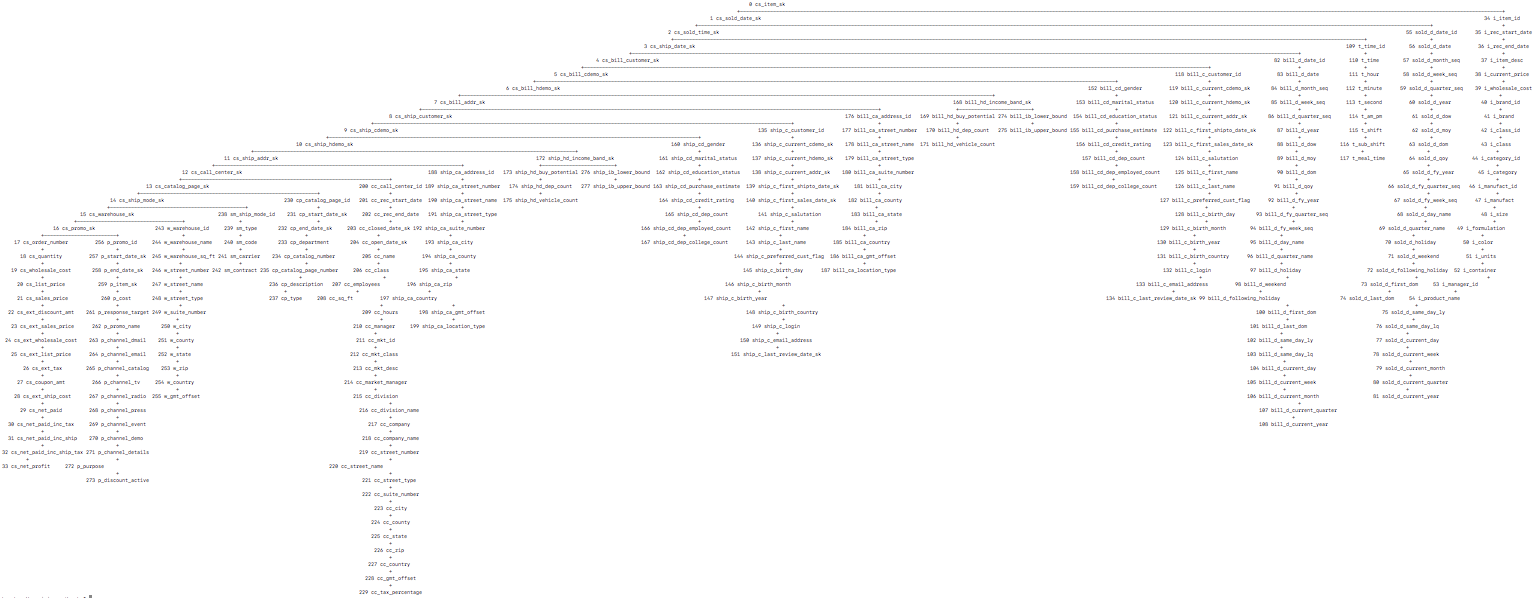 0 cs_item_sk
1 cs_sold_date_sk 34 i_item_id
2 cs_sold_time_sk 55 sold_d_date_id 35 i_rec_start_date
3 cs_ship_date_sk 109 t_time_id 56 sold_d_date 36 i_rec_end_date
4 cs_bill_customer_sk 82 bill_d_date_id 110 t_time 57 sold_d_month_seq 37 i_item_desc
5 cs_bill_cdemo_sk 118 bill_c_customer_id 83 bill_d_date 111 t_hour 58 sold_d_week_seq 38 i_current_price
6 cs_bill_hdemo_sk 152 bill_cd_gender 119 bill_c_current_cdemo_sk 84 bill_d_month_seq 112 t_minute 59 sold_d_quarter_seq 39 i_wholesale_cost
7 cs_bill_addr_sk 168 bill_hd_income_band_sk 153 bill_cd_marital_status 120 bill_c_current_hdemo_sk 85 bill_d_week_seq 113 t_second 60 sold_d_year 40 i_brand_id
8 cs_ship_customer_sk 176 bill_ca_address_id 169 bill_hd_buy_potential 274 bill_ib_lower_bound 154 bill_cd_education_status 121 bill_c_current_addr_sk 86 bill_d_quarter_seq 114 t_am_pm 61 sold_d_dow 41 i_brand
9 cs_ship_cdemo_sk 135 ship_c_customer_id 177 bill_ca_street_number 170 bill_hd_dep_count 275 bill_ib_upper_bound 155 bill_cd_purchase_estimate 122 bill_c_first_shipto_date_sk 87 bill_d_year 115 t_shift 62 sold_d_moy 42 i_class_id
10 cs_ship_hdemo_sk 160 ship_cd_gender 136 ship_c_current_cdemo_sk 178 bill_ca_street_name 171 bill_hd_vehicle_count 156 bill_cd_credit_rating 123 bill_c_first_sales_date_sk 88 bill_d_dow 116 t_sub_shift 63 sold_d_dom 43 i_class
11 cs_ship_addr_sk 172 ship_hd_income_band_sk 161 ship_cd_marital_status 137 ship_c_current_hdemo_sk 179 bill_ca_street_type 157 bill_cd_dep_count 124 bill_c_salutation 89 bill_d_moy 117 t_meal_time 64 sold_d_qoy 44 i_category_id
12 cs_call_center_sk 188 ship_ca_address_id 173 ship_hd_buy_potential 276 ship_ib_lower_bound 162 ship_cd_education_status 138 ship_c_current_addr_sk 180 bill_ca_suite_number 158 bill_cd_dep_employed_count 125 bill_c_first_name 90 bill_d_dom 65 sold_d_fy_year 45 i_category
13 cs_catalog_page_sk 200 cc_call_center_id 189 ship_ca_street_number 174 ship_hd_dep_count 277 ship_ib_upper_bound 163 ship_cd_purchase_estimate 139 ship_c_first_shipto_date_sk 181 bill_ca_city 159 bill_cd_dep_college_count 126 bill_c_last_name 91 bill_d_qoy 66 sold_d_fy_quarter_seq 46 i_manufact_id
14 cs_ship_mode_sk 230 cp_catalog_page_id 201 cc_rec_start_date 190 ship_ca_street_name 175 ship_hd_vehicle_count 164 ship_cd_credit_rating 140 ship_c_first_sales_date_sk 182 bill_ca_county 127 bill_c_preferred_cust_flag 92 bill_d_fy_year 67 sold_d_fy_week_seq 47 i_manufact
15 cs_warehouse_sk 238 sm_ship_mode_id 231 cp_start_date_sk 202 cc_rec_end_date 191 ship_ca_street_type 165 ship_cd_dep_count 141 ship_c_salutation 183 bill_ca_state 128 bill_c_birth_day 93 bill_d_fy_quarter_seq 68 sold_d_day_name 48 i_size
16 cs_promo_sk 243 w_warehouse_id 239 sm_type 232 cp_end_date_sk 203 cc_closed_date_sk 192 ship_ca_suite_number 166 ship_cd_dep_employed_count 142 ship_c_first_name 184 bill_ca_zip 129 bill_c_birth_month 94 bill_d_fy_week_seq 69 sold_d_quarter_name 49 i_formulation
17 cs_order_number 256 p_promo_id 244 w_warehouse_name 240 sm_code 233 cp_department 204 cc_open_date_sk 193 ship_ca_city 167 ship_cd_dep_college_count 143 ship_c_last_name 185 bill_ca_country 130 bill_c_birth_year 95 bill_d_day_name 70 sold_d_holiday 50 i_color
18 cs_quantity 257 p_start_date_sk 245 w_warehouse_sq_ft 241 sm_carrier 234 cp_catalog_number 205 cc_name 194 ship_ca_county 144 ship_c_preferred_cust_flag 186 bill_ca_gmt_offset 131 bill_c_birth_country 96 bill_d_quarter_name 71 sold_d_weekend 51 i_units
19 cs_wholesale_cost 258 p_end_date_sk 246 w_street_number 242 sm_contract 235 cp_catalog_page_number 206 cc_class 195 ship_ca_state 145 ship_c_birth_day 187 bill_ca_location_type 132 bill_c_login 97 bill_d_holiday 72 sold_d_following_holiday 52 i_container
20 cs_list_price 259 p_item_sk 247 w_street_name 236 cp_description 207 cc_employees 196 ship_ca_zip 146 ship_c_birth_month 133 bill_c_email_address 98 bill_d_weekend 73 sold_d_first_dom 53 i_manager_id
21 cs_sales_price 260 p_cost 248 w_street_type 237 cp_type 208 cc_sq_ft 197 ship_ca_country 147 ship_c_birth_year 134 bill_c_last_review_date_sk 99 bill_d_following_holiday 74 sold_d_last_dom 54 i_product_name
22 cs_ext_discount_amt 261 p_response_target 249 w_suite_number 209 cc_hours 198 ship_ca_gmt_offset 148 ship_c_birth_country 100 bill_d_first_dom 75 sold_d_same_day_ly
23 cs_ext_sales_price 262 p_promo_name 250 w_city 210 cc_manager 199 ship_ca_location_type 149 ship_c_login 101 bill_d_last_dom 76 sold_d_same_day_lq
24 cs_ext_wholesale_cost 263 p_channel_dmail 251 w_county 211 cc_mkt_id 150 ship_c_email_address 102 bill_d_same_day_ly 77 sold_d_current_day
25 cs_ext_list_price 264 p_channel_email 252 w_state 212 cc_mkt_class 151 ship_c_last_review_date_sk 103 bill_d_same_day_lq 78 sold_d_current_week
26 cs_ext_tax 265 p_channel_catalog 253 w_zip 213 cc_mkt_desc 104 bill_d_current_day 79 sold_d_current_month
27 cs_coupon_amt 266 p_channel_tv 254 w_country 214 cc_market_manager 105 bill_d_current_week 80 sold_d_current_quarter
28 cs_ext_ship_cost 267 p_channel_radio 255 w_gmt_offset 215 cc_division 106 bill_d_current_month 81 sold_d_current_year
29 cs_net_paid 268 p_channel_press 216 cc_division_name 107 bill_d_current_quarter
30 cs_net_paid_inc_tax 269 p_channel_event 217 cc_company 108 bill_d_current_year
31 cs_net_paid_inc_ship 270 p_channel_demo 218 cc_company_name
32 cs_net_paid_inc_ship_tax 271 p_channel_details 219 cc_street_number
33 cs_net_profit 272 p_purpose 220 cc_street_name
273 p_discount_active 221 cc_street_type
222 cc_suite_number
223 cc_city
224 cc_county
225 cc_state
226 cc_zip
227 cc_country
228 cc_gmt_offset
229 cc_tax_percentage